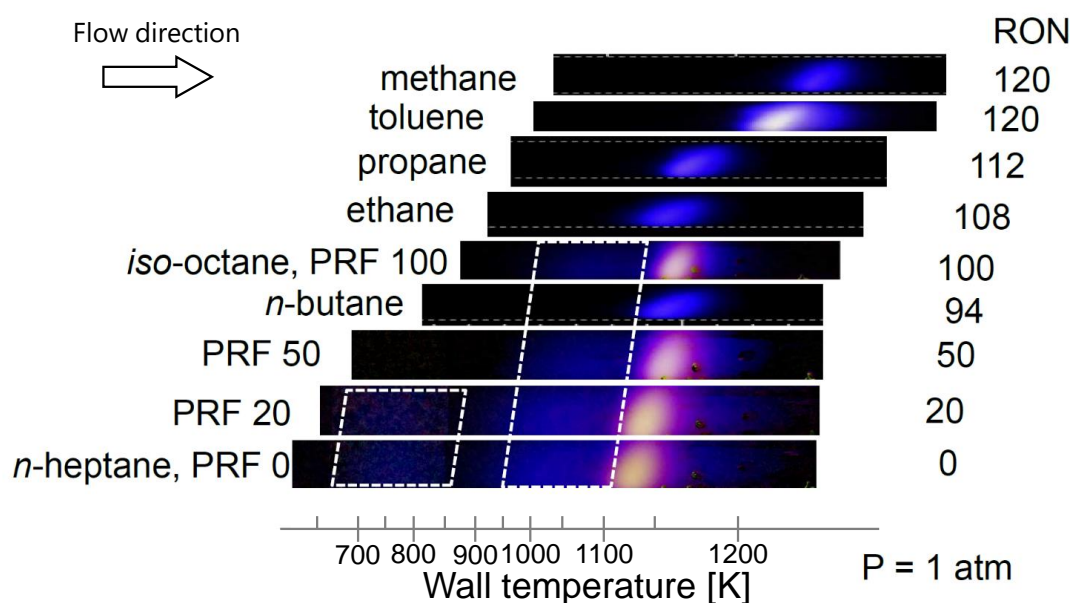 Flow direction
RON
methane 120
toluene 120
propane 112
ethane 108
iso-octane, PRF 100 100
n-butane 94
PRF 50 50
PRF 20 20
n-heptane, PRF 0 0
700 800 900 1000 1100 1200
Wall temperature [K]
P = 1 atm